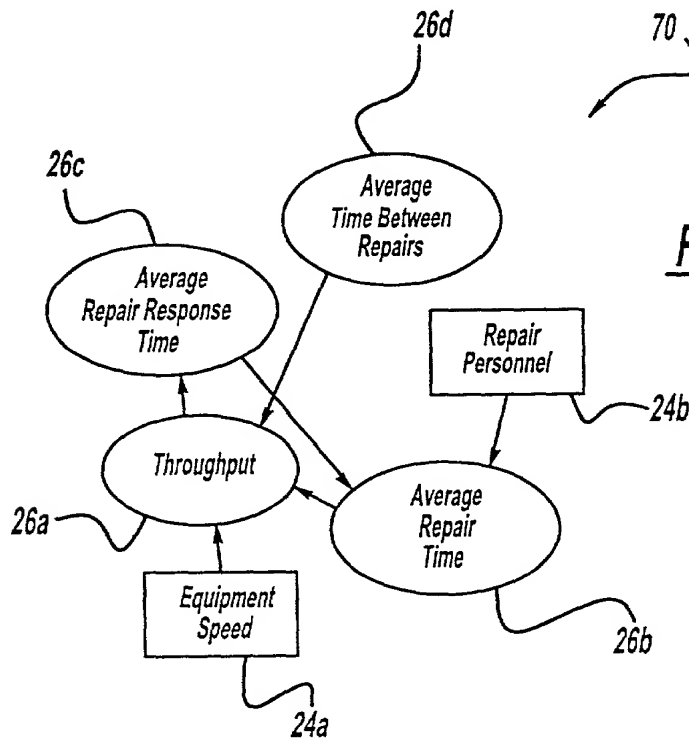 26d
70
26c
Average
Time Between
Repairs
Average
Repair Response
Time
Repair
Personnel
24b
Throughput
26a
Average
Repair
Time
Equipment
Speed
26b
24a